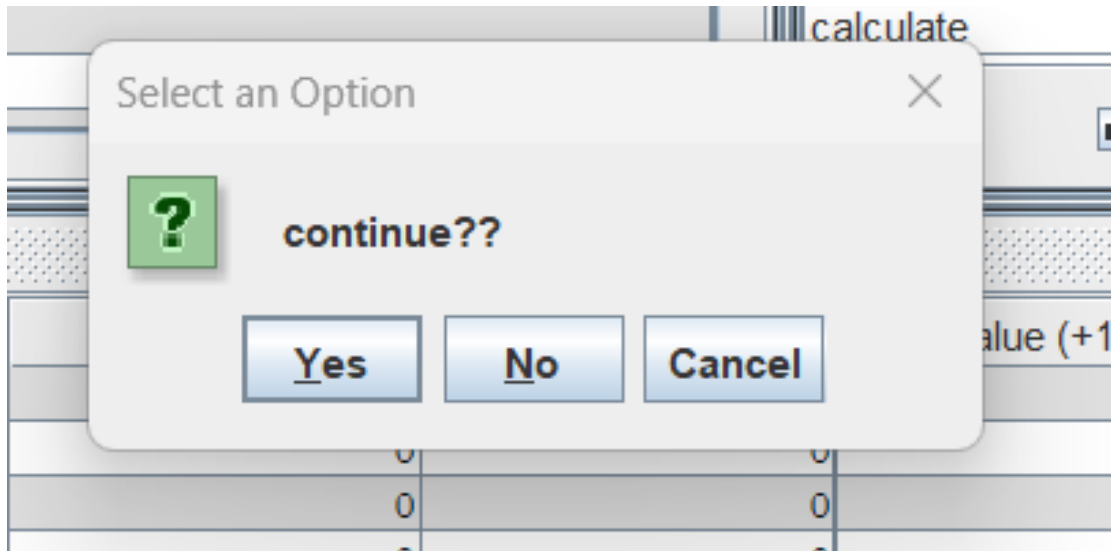 calculate
Select an Option
?
continue??
Yes No Cancel
alue (+1
0 0
0 0